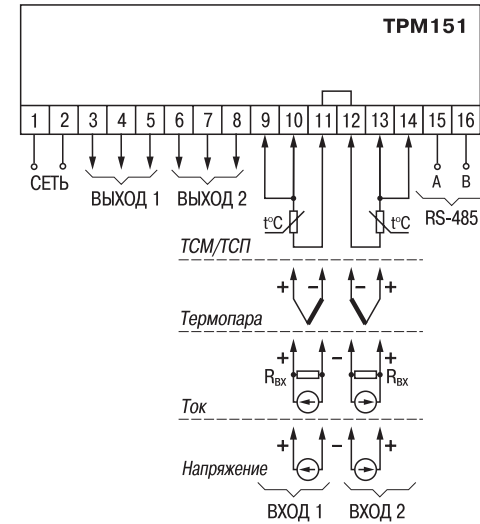 ТРМ151
1 2 3 4 5 6 7 8 9 10 11 12 13 14 15 16
СЕТЬ ВЫХОД 1 ВЫХОД 2 A B
RS-485
t°C t°C
ТСМ/ТСП
+ − − +
Термопара
+ − +
Rвх Rвх
Ток
+ − +
Напряжение
ВХОД 1 ВХОД 2